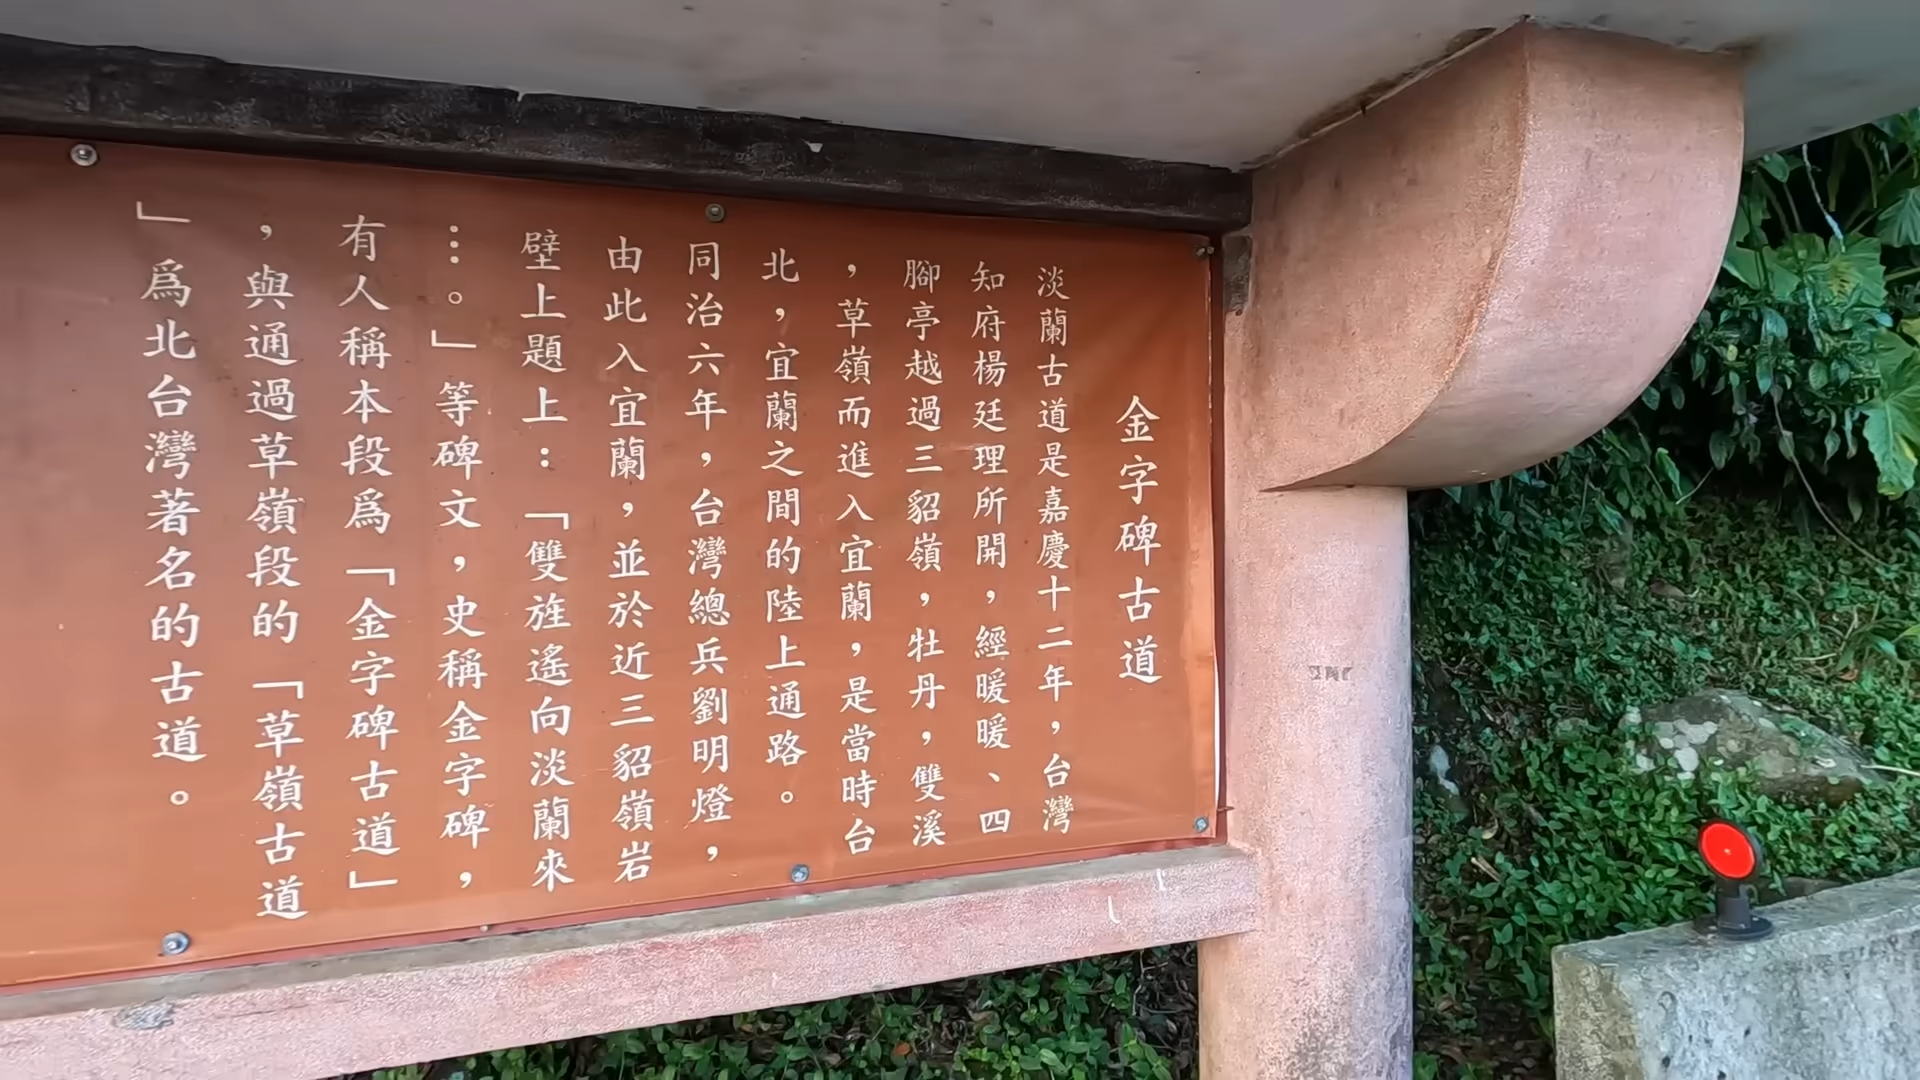 金字碑古道
淡蘭古道是嘉慶十二年，台灣
知府楊廷理所開，經暖暖、四
腳亭越過三貂嶺，牡丹，雙溪
，草嶺而進入宜蘭，是當時台
北，宜蘭之間的陸上通路。
同治六年，台灣總兵劉明燈，
由此入宜蘭，並於近三貂嶺岩
壁上題上：「雙旌遙向淡蘭來
…。」等碑文，史稱金字碑，
有人稱本段為「金字碑古道」
，與通過草嶺段的「草嶺古道
」為北台灣著名的古道。